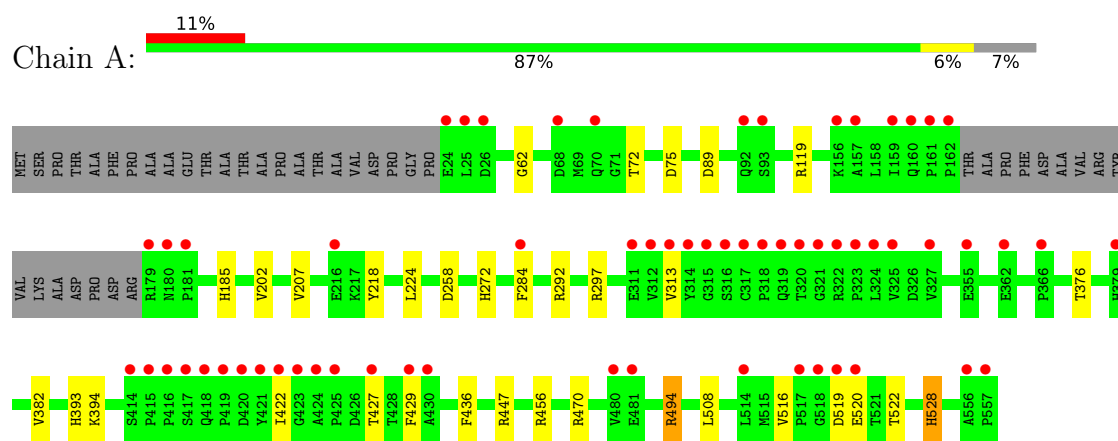 11%
Chain A:
87% 6% 7%
MET SER PRO THR ALA PHE PRO ALA ALA GLU THR ALA THR ALA PRO ALA THR ALA VAL ASP PRO GLY PRO E24 L25 D26 G62 D68 M69 Q70 G71 T72 D75 D89 Q92 S93 R119 K156 A157 L158 I159 Q160 P161 P162 THR ALA PRO PHE ASP ALA VAL ARG TYR
VAL LYS ALA ASP PRO ASP ARG R179 N180 P181 H185 V202 V207 E216 K217 Y218 L224 D258 H272 F284 R292 R297 E311 V312 V313 Y314 G315 S316 C317 P318 Q319 T320 G321 R322 P323 L324 V325 D326 V327 E355 E362 P366 T376 H379
V382 H393 K394 S414 P415 P416 S417 Q418 P419 D420 Y421 I422 G423 A424 P425 D426 T427 T428 F429 A430 F436 R447 R456 R470 V480 E481 R494 L508 L514 M515 V516 P517 G518 D519 E520 T521 T522 H528 A556 P557